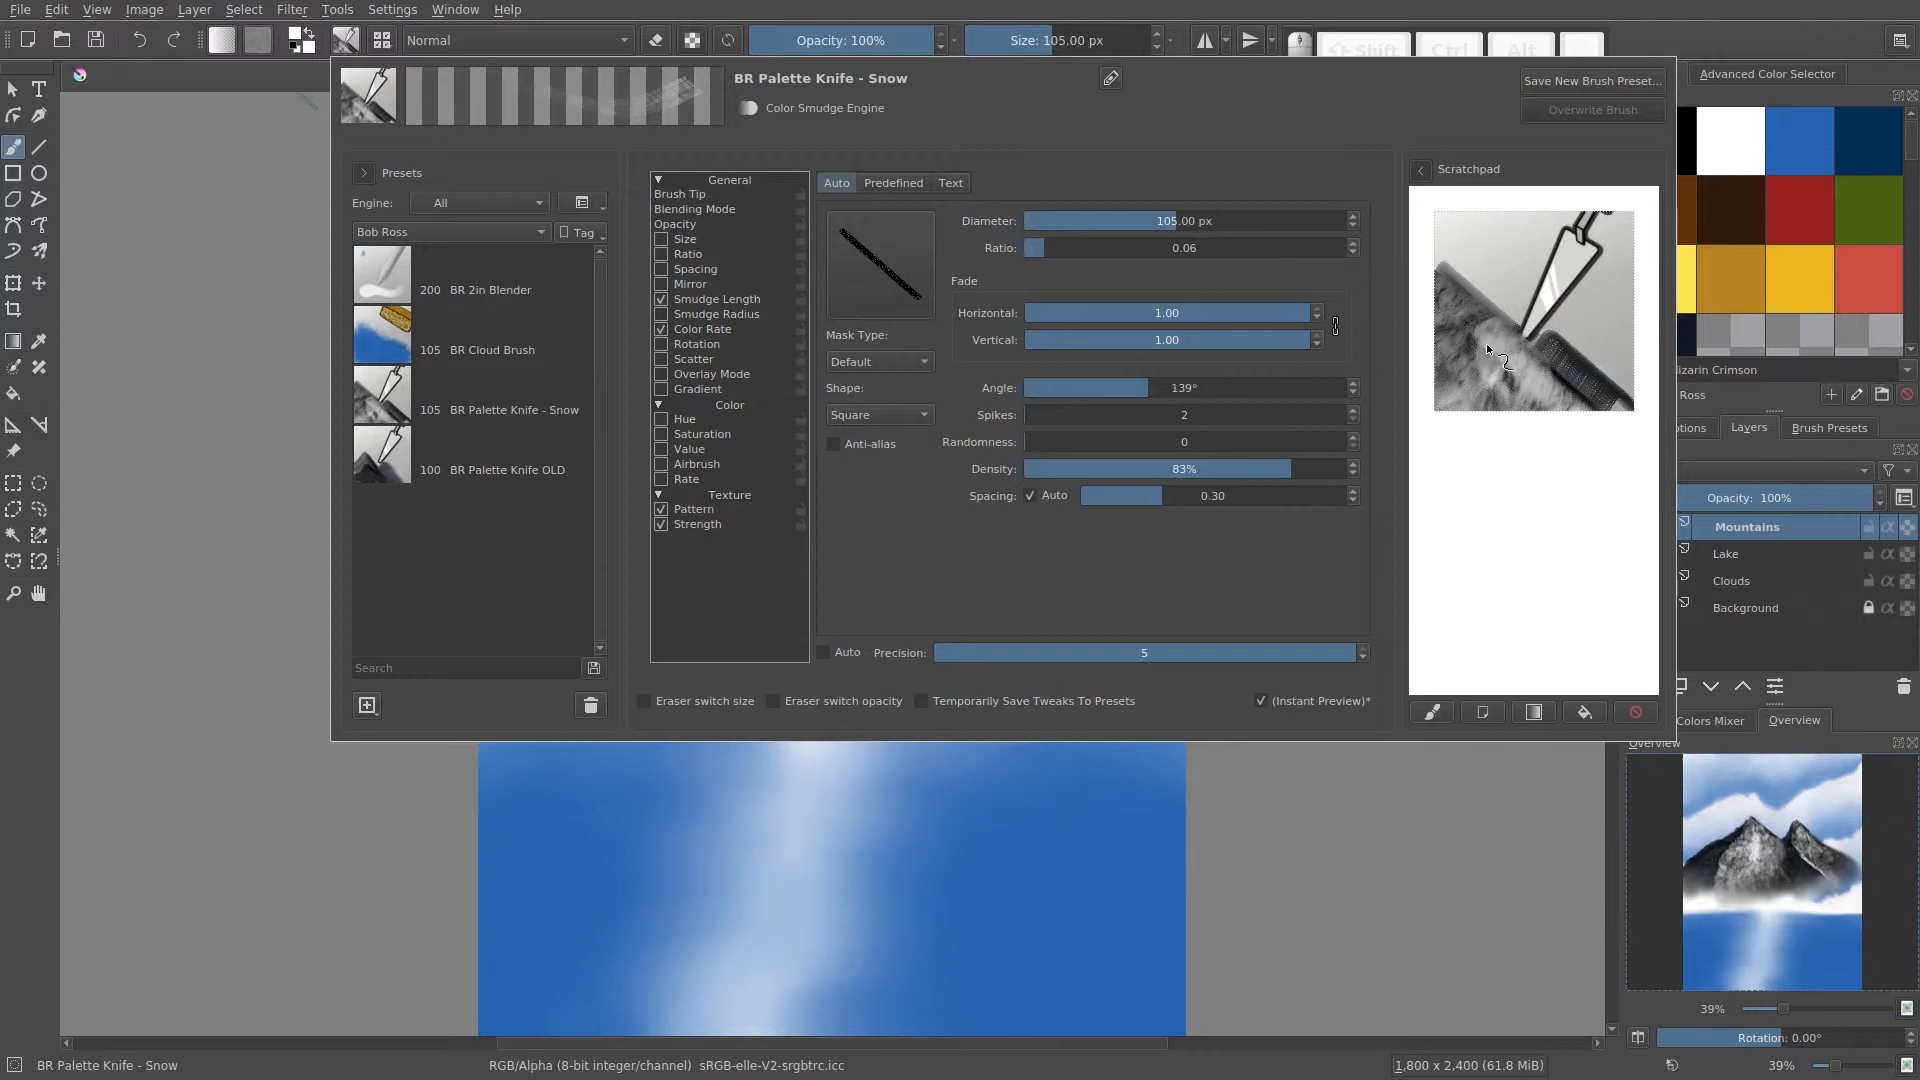 File Edit View Image Layer Select Filter Tools Settings Window Help
Normal
Opacity: 100%
Size: 105.00 px
Shift Ctrl Alt
BR Palette Knife - Snow
Color Smudge Engine
Save New Brush Preset...
Overwrite Brush
Advanced Color Selector
Presets
Engine: All
Bob Ross
Tag
200 BR 2in Blender
105 BR Cloud Brush
105 BR Palette Knife - Snow
100 BR Palette Knife OLD
Search
General
Brush Tip
Blending Mode
Opacity
Size
Ratio
Spacing
Mirror
Smudge Length
Smudge Radius
Color Rate
Rotation
Scatter
Overlay Mode
Gradient
Color
Hue
Saturation
Value
Airbrush
Rate
Texture
Pattern
Strength
Auto Predefined Text
Diameter: 105.00 px
Ratio: 0.06
Fade
Horizontal: 1.00
Vertical: 1.00
Mask Type:
Default
Shape:
Square
Anti-alias
Angle: 139°
Spikes: 2
Randomness: 0
Density: 83%
Spacing: Auto 0.30
Auto Precision: 5
Eraser switch size Eraser switch opacity Temporarily Save Tweaks To Presets (Instant Preview)*
Scratchpad
izarin Crimson
Ross
otions Layers Brush Presets
Opacity: 100%
Mountains
Lake
Clouds
Background
Colors Mixer Overview
Overview
39%
Rotation: 0.00°
BR Palette Knife - Snow
RGB/Alpha (8-bit integer/channel) sRGB-elle-V2-srgbtrc.icc
1,800 x 2,400 (61.8 MiB)
39%